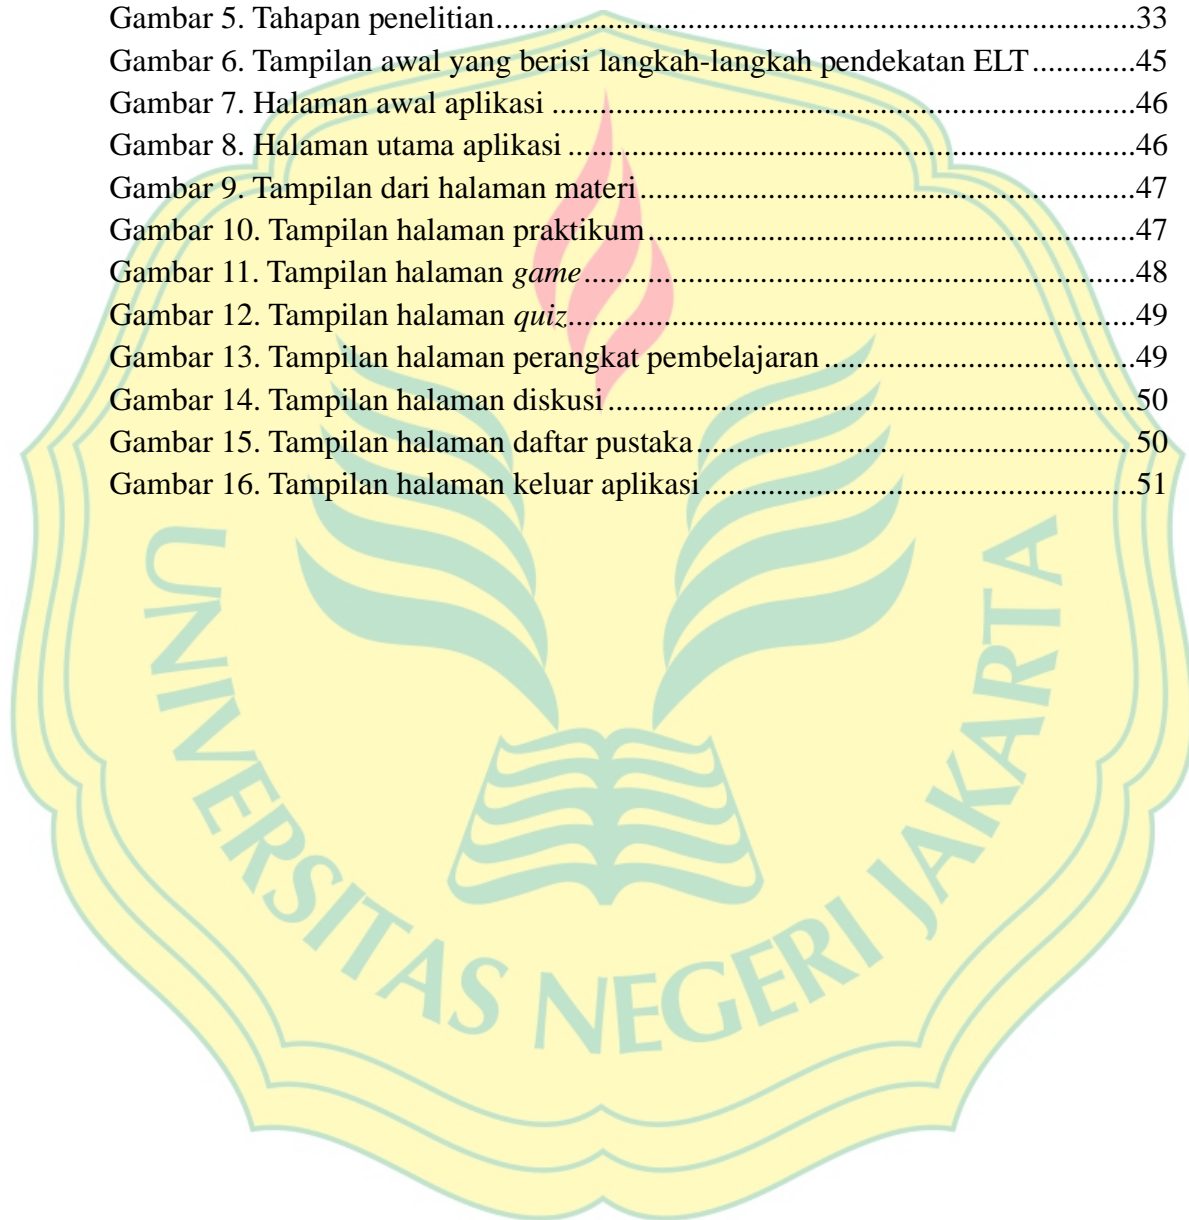 Gambar 5. Tahapan penelitian.................................................................................33
Gambar 6. Tampilan awal yang berisi langkah-langkah pendekatan ELT.............45
Gambar 7. Halaman awal aplikasi .........................................................................46
Gambar 8. Halaman utama aplikasi .......................................................................46
Gambar 9. Tampilan dari halaman materi..............................................................47
Gambar 10. Tampilan halaman praktikum.............................................................47
Gambar 11. Tampilan halaman game.....................................................................48
Gambar 12. Tampilan halaman quiz.......................................................................49
Gambar 13. Tampilan halaman perangkat pembelajaran .......................................49
Gambar 14. Tampilan halaman diskusi..................................................................50
Gambar 15. Tampilan halaman daftar pustaka.......................................................50
Gambar 16. Tampilan halaman keluar aplikasi......................................................51
UNIVERSITAS NEGERI JAKARTA